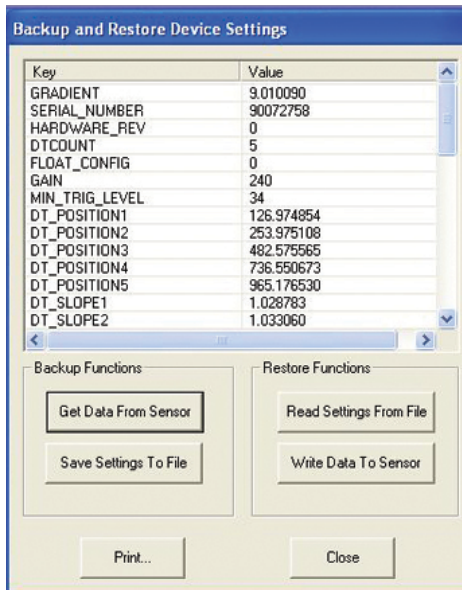 Backup and Restore Device Settings
Key Value
GRADIENT 9.010090
SERIAL_NUMBER 90072758
HARDWARE_REV 0
DTCOUNT 5
FLOAT_CONFIG 0
GAIN 240
MIN_TRIG_LEVEL 34
DT_POSITION1 126.974854
DT_POSITION2 253.975108
DT_POSITION3 482.575565
DT_POSITION4 736.550673
DT_POSITION5 965.176530
DT_SLOPE1 1.028783
DT_SLOPE2 1.033060
Backup Functions Restore Functions
Get Data From Sensor Read Settings From File
Save Settings To File Write Data To Sensor
Print... Close